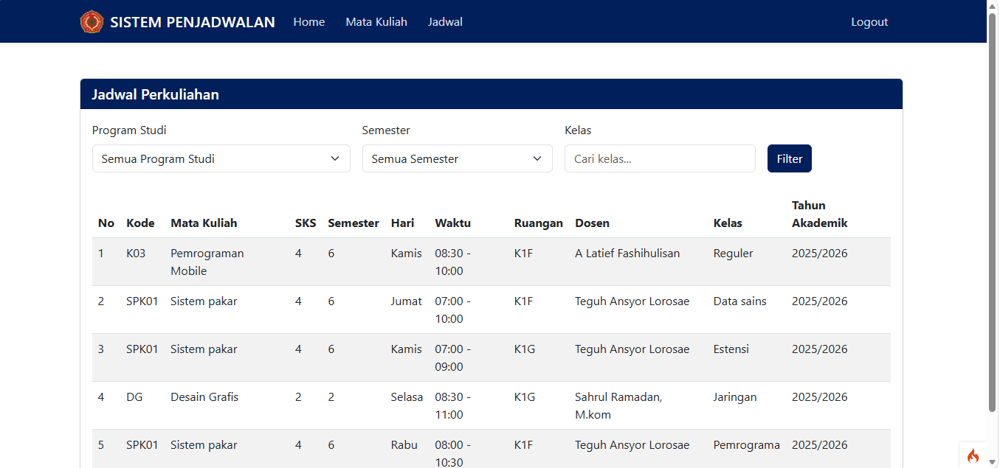 SISTEM PENJADWALAN Home Mata Kuliah Jadwal Logout
Jadwal Perkuliahan
Program Studi Semester Kelas
Semua Program Studi Semua Semester Cari kelas... Filter
No Kode Mata Kuliah SKS Semester Hari Waktu Ruangan Dosen Kelas Tahun Akademik
1 K03 Pemrograman Mobile 4 6 Kamis 08:30 - 10:00 K1F A Latief Fashihulisan Reguler 2025/2026
2 SPK01 Sistem pakar 4 6 Jumat 07:00 - 10:00 K1F Teguh Ansyor Lorosae Data sains 2025/2026
3 SPK01 Sistem pakar 4 6 Kamis 07:00 - 09:00 K1G Teguh Ansyor Lorosae Estensi 2025/2026
4 DG Desain Grafis 2 2 Selasa 08:30 - 11:00 K1G Sahrul Ramadan, M.kom Jaringan 2025/2026
5 SPK01 Sistem pakar 4 6 Rabu 08:00 - 10:30 K1F Teguh Ansyor Lorosae Pemrograma 2025/2026